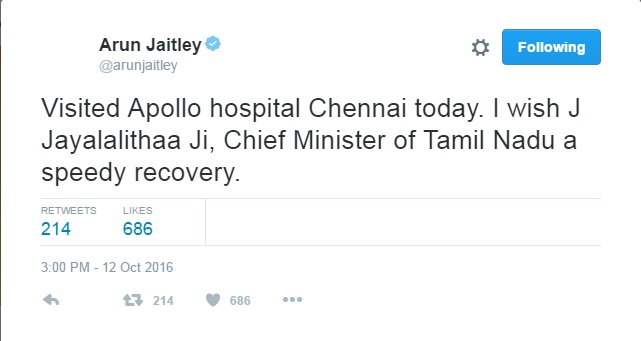 Arun Jaitley
@arunjaitley
Following
Visited Apollo hospital Chennai today. I wish J
Jayalalithaa Ji, Chief Minister of Tamil Nadu a
speedy recovery.
RETWEETS LIKES
214 686
3:00 PM - 12 Oct 2016
214 686